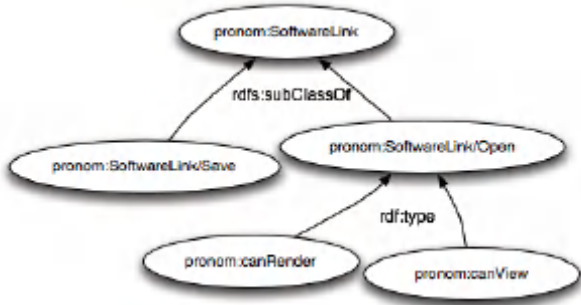 pronom:SoftwareLink
rdfs:subClassOf
pronom:SoftwareLink/Save
pronom:SoftwareLink/Open
rdf:type
pronom:canRender
pronom:canView